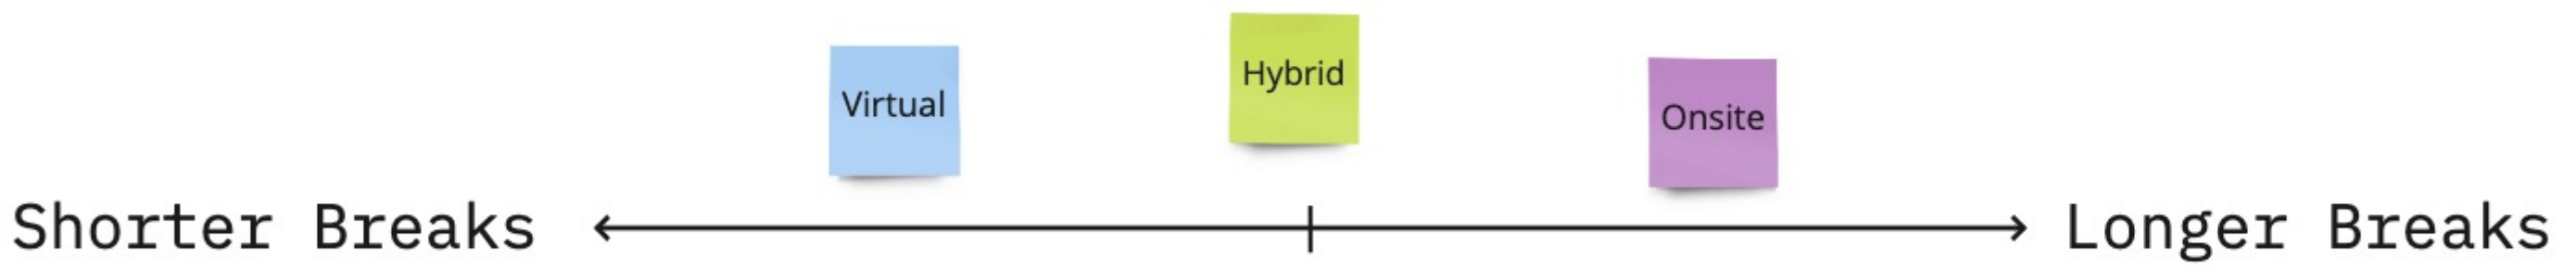 Virtual
Hybrid
Onsite
Shorter Breaks
Longer Breaks